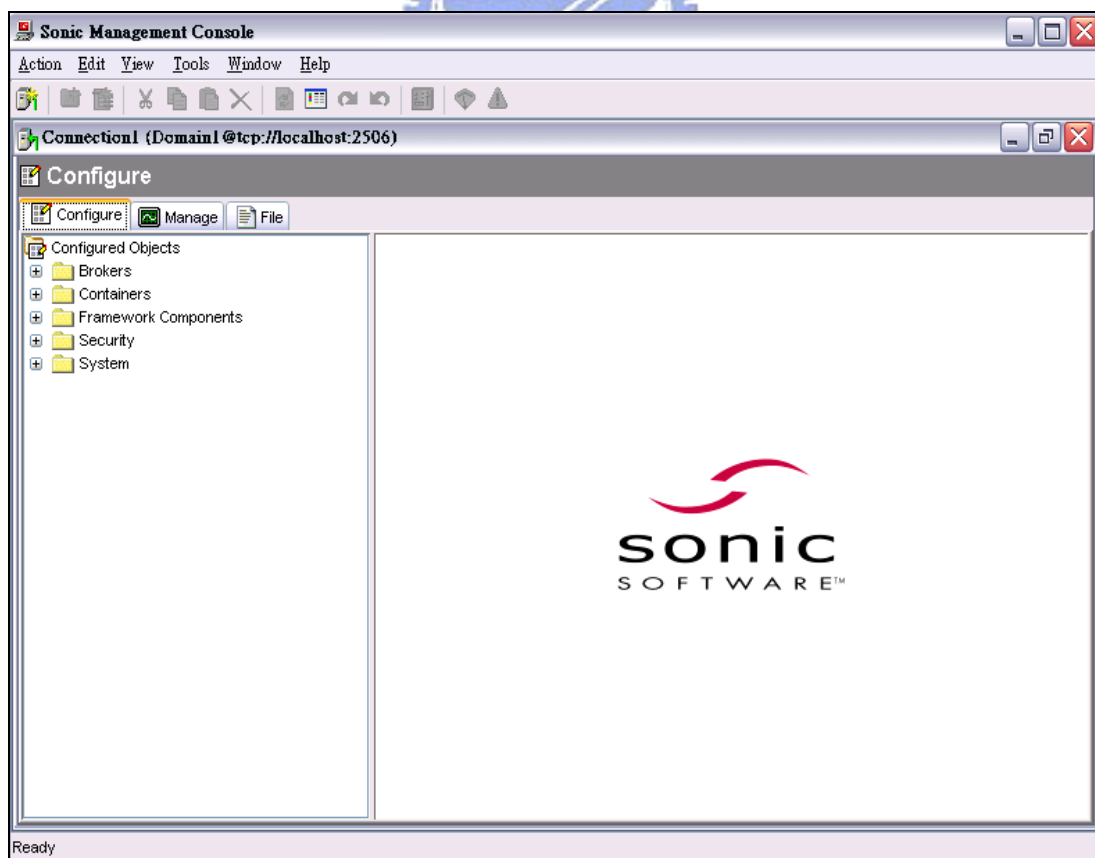 Sonic Management Console
Action Edit View Tools Window Help
Connection1 (Domain1@tcp://localhost:2506)
Configure
Configure Manage File
Configured Objects
Brokers
Containers
Framework Components
Security
System
sonic
SOFTWARE™
Ready